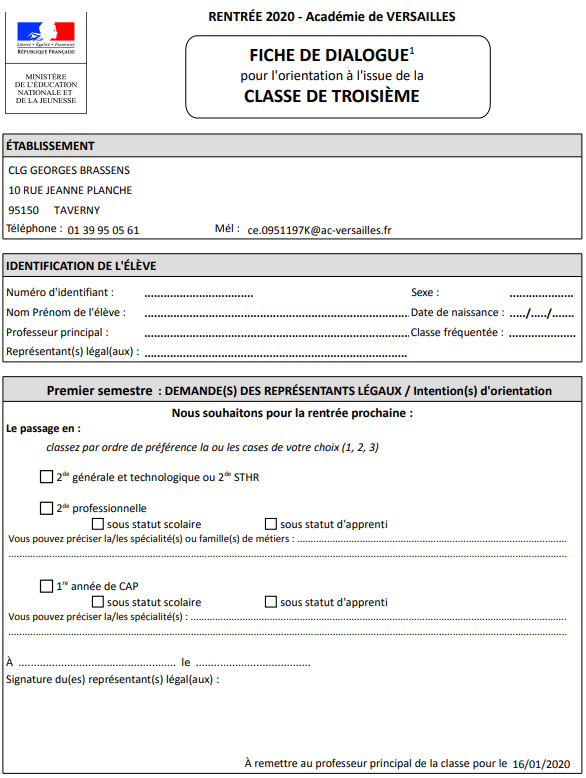 RENTRÉE 2020 - Académie de VERSAILLES
Liberté • Égalité • Fraternité
RÉPUBLIQUE FRANÇAISE
MINISTÈRE
DE L'ÉDUCATION
NATIONALE ET
DE LA JEUNESSE
FICHE DE DIALOGUE¹
pour l'orientation à l'issue de la
CLASSE DE TROISIÈME
ÉTABLISSEMENT
CLG GEORGES BRASSENS
10 RUE JEANNE PLANCHE
95150 TAVERNY
Téléphone : 01 39 95 05 61 Mél : ce.0951197K@ac-versailles.fr
IDENTIFICATION DE L'ÉLÈVE
Numéro d'identifiant : .................................. Sexe : ....................
Nom Prénom de l'élève : .................................. Date de naissance : ...../...../.......
Professeur principal : .................................. Classe fréquentée : .....................
Représentant(s) légal(aux) : ..................................
Premier semestre : DEMANDE(S) DES REPRÉSENTANTS LÉGAUX / Intention(s) d'orientation
Nous souhaitons pour la rentrée prochaine :
Le passage en :
classez par ordre de préférence la ou les cases de votre choix (1, 2, 3)
2de générale et technologique ou 2de STHR
2de professionnelle
sous statut scolaire sous statut d'apprenti
Vous pouvez préciser la/les spécialité(s) ou famille(s) de métiers : ..................................
1re année de CAP
sous statut scolaire sous statut d'apprenti
Vous pouvez préciser la/les spécialité(s) : ..................................
À .................................. le ..................................
Signature du(es) représentant(s) légal(aux) :
À remettre au professeur principal de la classe pour le 16/01/2020